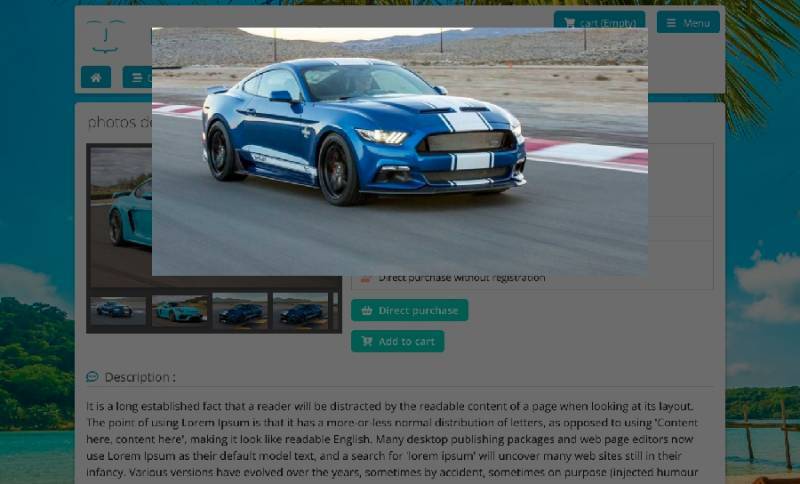 cart (Empty)
Menu
photos de
Direct purchase without registration
Direct purchase
Add to cart
Description :
It is a long established fact that a reader will be distracted by the readable content of a page when looking at its layout.
The point of using Lorem Ipsum is that it has a more-or-less normal distribution of letters, as opposed to using 'Content
here, content here', making it look like readable English. Many desktop publishing packages and web page editors now
use Lorem Ipsum as their default model text, and a search for 'lorem ipsum' will uncover many web sites still in their
infancy. Various versions have evolved over the years, sometimes by accident, sometimes on purpose (injected humour